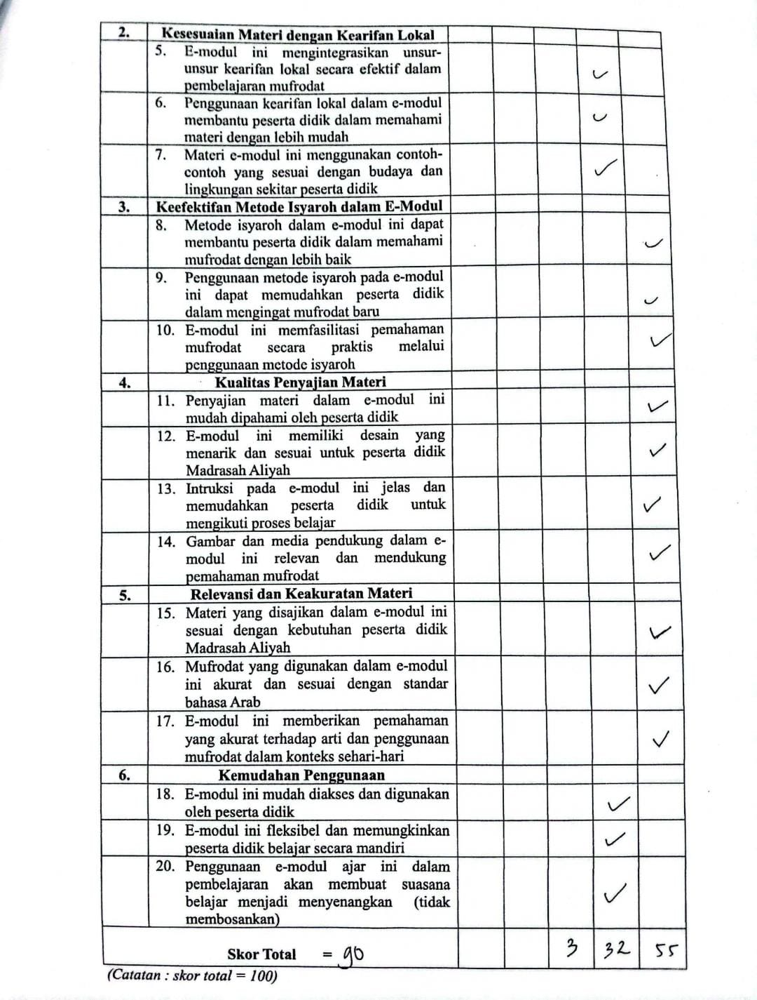 2. Kesesuaian Materi dengan Kearifan Lokal
5. E-modul ini mengintegrasikan unsur-
unsur kearifan lokal secara efektif dalam
pembelajaran mufrodat
6. Penggunaan kearifan lokal dalam e-modul
membantu peserta didik dalam memahami
materi dengan lebih mudah
7. Materi e-modul ini menggunakan contoh-
contoh yang sesuai dengan budaya dan
lingkungan sekitar peserta didik
3. Keefektifan Metode Isyaroh dalam E-Modul
8. Metode isyaroh dalam e-modul ini dapat
membantu peserta didik dalam memahami
mufrodat dengan lebih baik
9. Penggunaan metode isyaroh pada e-modul
ini dapat memudahkan peserta didik
dalam mengingat mufrodat baru
10. E-modul ini memfasilitasi pemahaman
mufrodat secara praktis melalui
penggunaan metode isyaroh
4. Kualitas Penyajian Materi
11. Penyajian materi dalam e-modul ini
mudah dipahami oleh peserta didik
12. E-modul ini memiliki desain yang
menarik dan sesuai untuk peserta didik
Madrasah Aliyah
13. Intruksi pada e-modul ini jelas dan
memudahkan peserta didik untuk
mengikuti proses belajar
14. Gambar dan media pendukung dalam e-
modul ini relevan dan mendukung
pemahaman mufrodat
5. Relevansi dan Keakuratan Materi
15. Materi yang disajikan dalam e-modul ini
sesuai dengan kebutuhan peserta didik
Madrasah Aliyah
16. Mufrodat yang digunakan dalam e-modul
ini akurat dan sesuai dengan standar
bahasa Arab
17. E-modul ini memberikan pemahaman
yang akurat terhadap arti dan penggunaan
mufrodat dalam konteks sehari-hari
6. Kemudahan Penggunaan
18. E-modul ini mudah diakses dan digunakan
oleh peserta didik
19. E-modul ini fleksibel dan memungkinkan
peserta didik belajar secara mandiri
20. Penggunaan e-modul ajar ini dalam
pembelajaran akan membuat suasana
belajar menjadi menyenangkan (tidak
membosankan)
Skor Total = 90 3 32 55
(Catatan : skor total = 100)